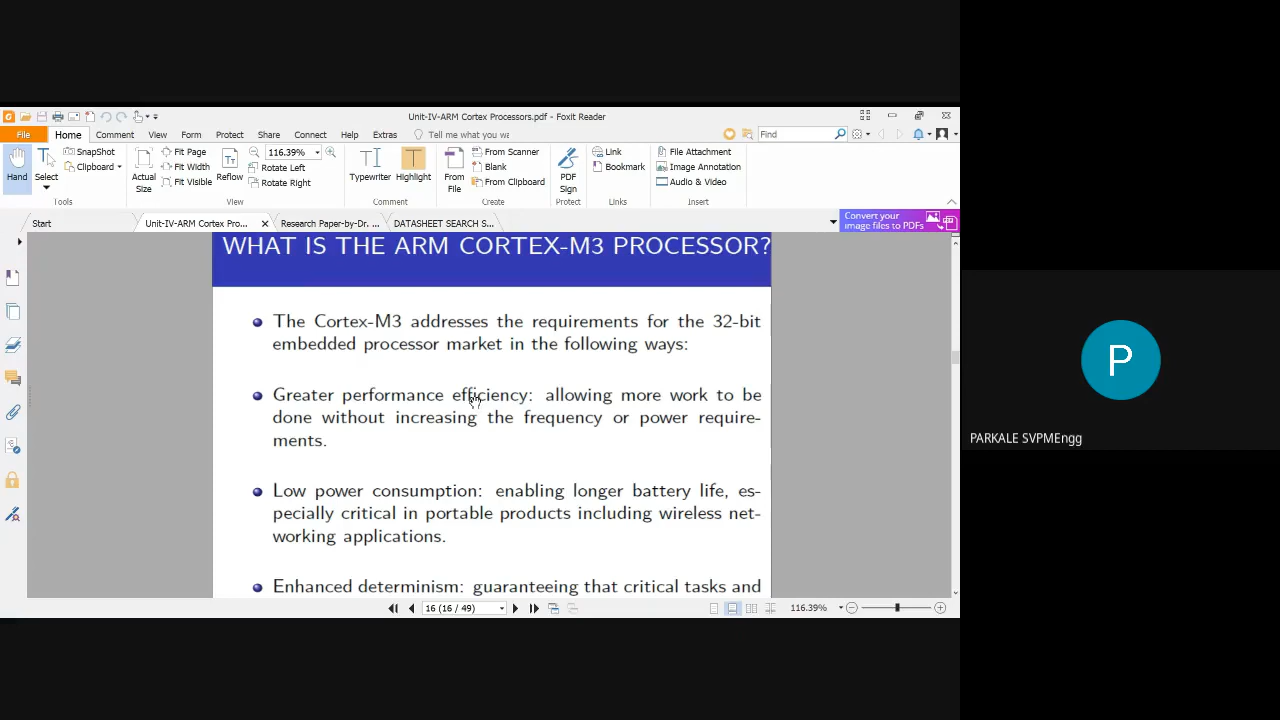 Unit-IV-ARM Cortex Processors.pdf - Foxit Reader
File Home Comment View Form Protect Share Connect Help Extras Tell me what you wa Find
Hand
Select
SnapShot
Clipboard
Tools
Actual
Size
Fit Page
Fit Width
Fit Visible
Reflow
116.39%
Rotate Left
Rotate Right
View
Typewriter
Highlight
Comment
From
File
From Scanner
Blank
From Clipboard
Create
PDF
Sign
Protect
Link
Bookmark
Links
File Attachment
Image Annotation
Audio & Video
Insert
Start
Unit-IV-ARM Cortex Pro...
Research Paper-by-Dr. ...
DATASHEET SEARCH S...
Convert your
image files to PDFs
WHAT IS THE ARM CORTEX-M3 PROCESSOR?
The Cortex-M3 addresses the requirements for the 32-bit
embedded processor market in the following ways:
Greater performance efficiency: allowing more work to be
done without increasing the frequency or power require-
ments.
Low power consumption: enabling longer battery life, es-
pecially critical in portable products including wireless net-
working applications.
Enhanced determinism: guaranteeing that critical tasks and
16 (16 / 49)
116.39%
P
PARKALE SVPMEngg